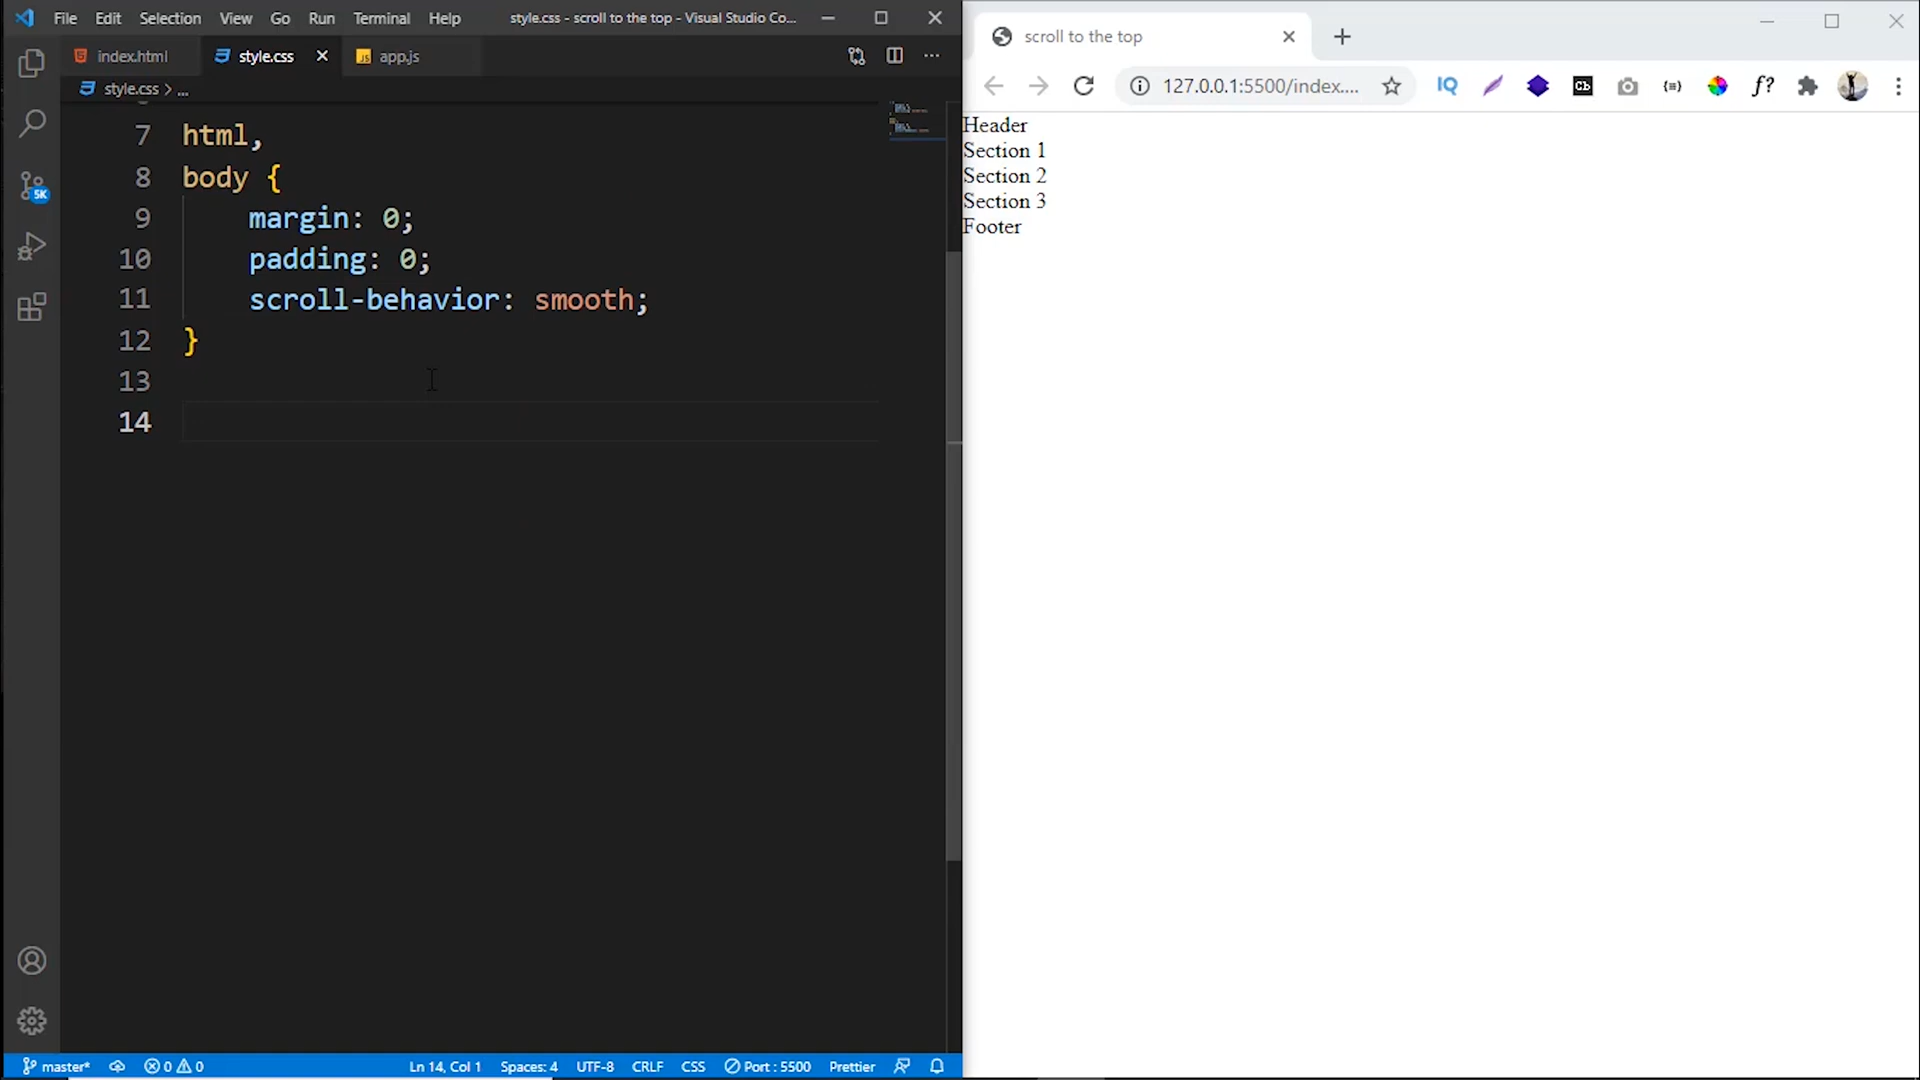 File Edit Selection View Go Run Terminal Help style.css - scroll to the top - Visual Studio Co...
index.html style.css app.js
style.css > ...
7 html,
8 body {
9 margin: 0;
10 padding: 0;
11 scroll-behavior: smooth;
12 }
13
14
5K
master* 0 0 Ln 14, Col 1 Spaces: 4 UTF-8 CRLF CSS Port : 5500 Prettier
scroll to the top
127.0.0.1:5500/index....
IQ Cb f?
Header
Section 1
Section 2
Section 3
Footer